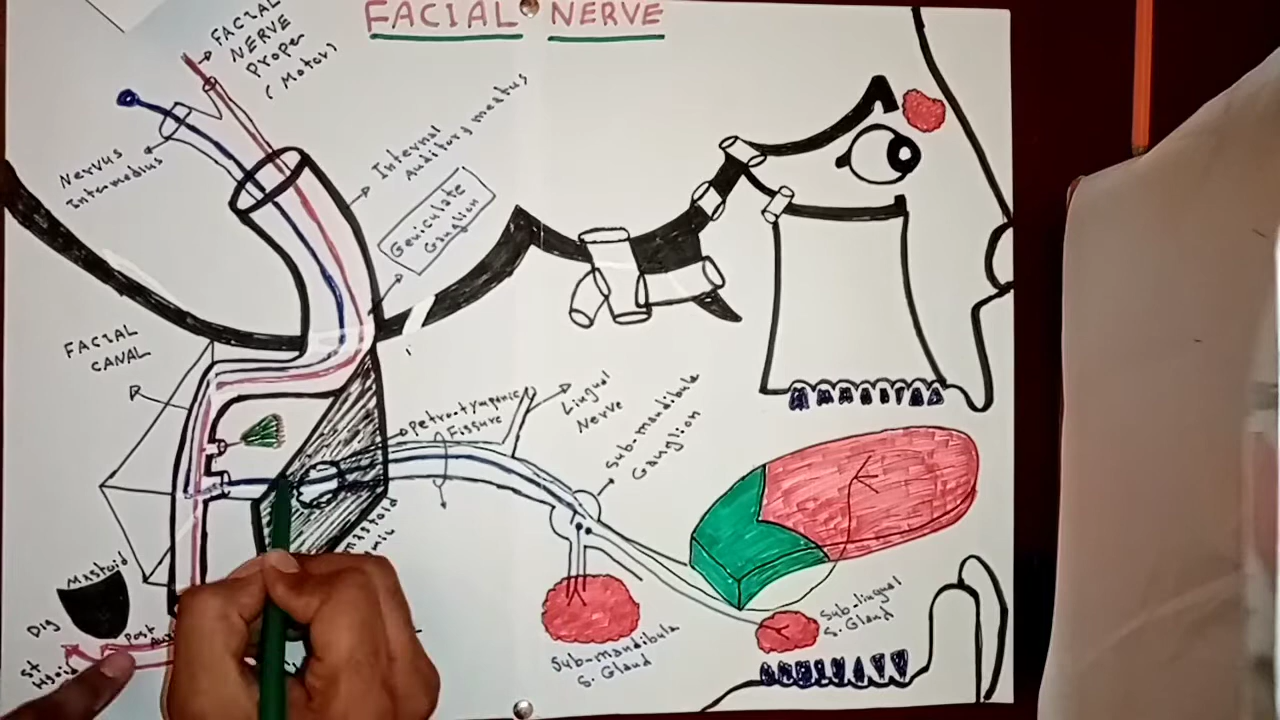 FACIAL NERVE
FACIAL
NERVE
Proper
(Motor)
Nervus
Intermedius
Internal
Auditory meatus
Geniculate
Ganglion
FACIAL
CANAL
Petro-tympanic
Fissure
Lingual
Nerve
Sub-mandibula
Ganglion
Mastoid
Dig
Post
Sub-mandibula
S. Gland
Sub-lingual
S. Gland